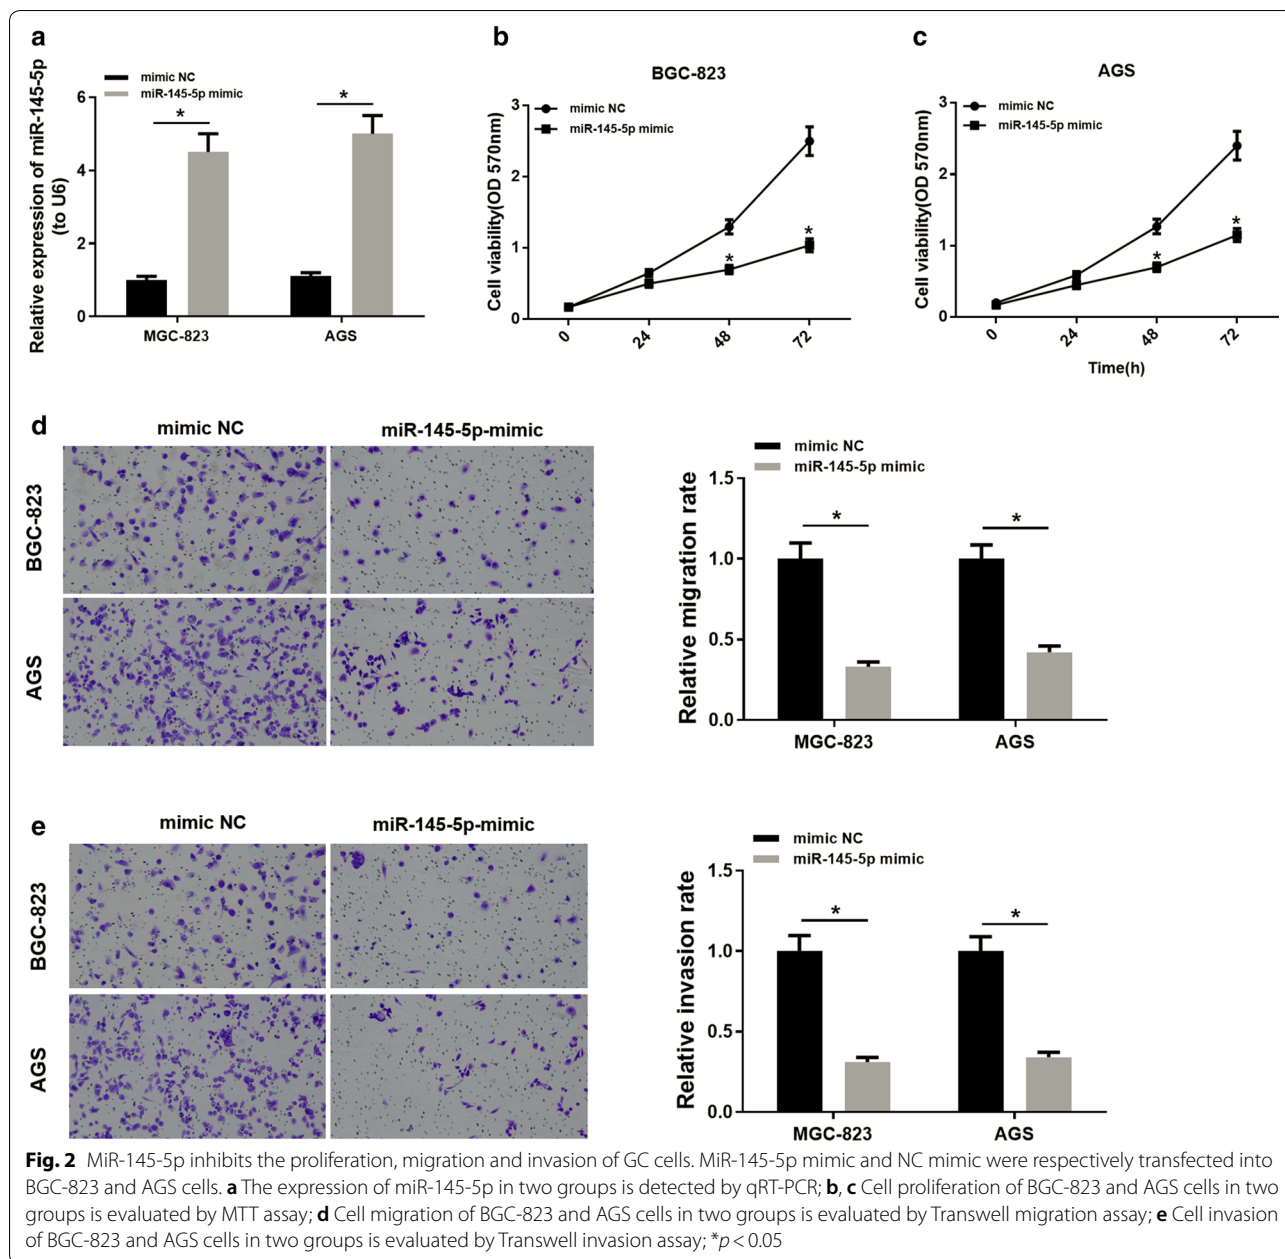 a
mimic NC
miR-145-5p mimic
Relative expression of miR-145-5p
(to U6)
6
4
2
0
*
*
MGC-823
AGS
b
BGC-823
mimic NC
miR-145-5p mimic
Cell viability(OD 570nm)
3
2
1
0
*
*
0
24
48
72
c
AGS
mimic NC
miR-145-5p mimic
Cell viability(OD 570nm)
3
2
1
0
*
*
0
24
48
72
Time(h)
d
mimic NC
miR-145-5p-mimic
BGC-823
AGS
mimic NC
miR-145-5p mimic
Relative migration rate
1.5
1.0
0.5
0.0
*
*
MGC-823
AGS
e
mimic NC
miR-145-5p-mimic
BGC-823
AGS
mimic NC
miR-145-5p mimic
Relative invasion rate
1.5
1.0
0.5
0.0
*
*
MGC-823
AGS
Fig. 2 MiR-145-5p inhibits the proliferation, migration and invasion of GC cells. MiR-145-5p mimic and NC mimic were respectively transfected into
BGC-823 and AGS cells. a The expression of miR-145-5p in two groups is detected by qRT-PCR; b, c Cell proliferation of BGC-823 and AGS cells in two
groups is evaluated by MTT assay; d Cell migration of BGC-823 and AGS cells in two groups is evaluated by Transwell migration assay; e Cell invasion
of BGC-823 and AGS cells in two groups is evaluated by Transwell invasion assay; *p < 0.05